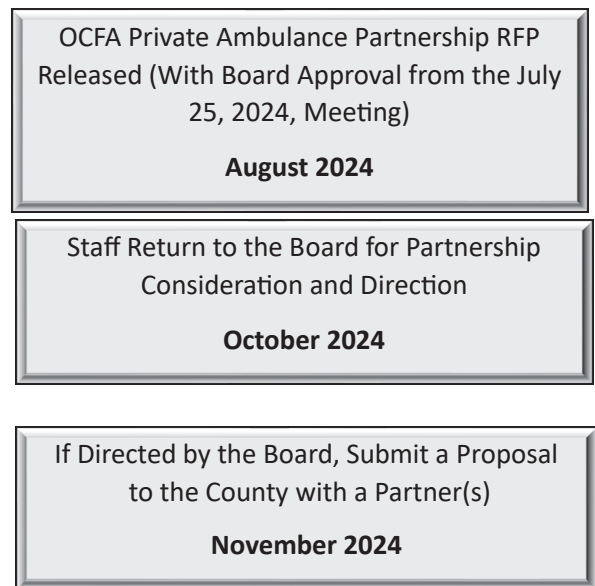 OCFA Private Ambulance Partnership RFP
Released (With Board Approval from the July
25, 2024, Meeting)
August 2024
Staff Return to the Board for Partnership
Consideration and Direction
October 2024
If Directed by the Board, Submit a Proposal
to the County with a Partner(s)
November 2024